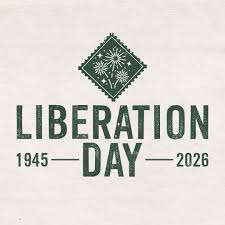 LIBERATION
1945 — DAY — 2026